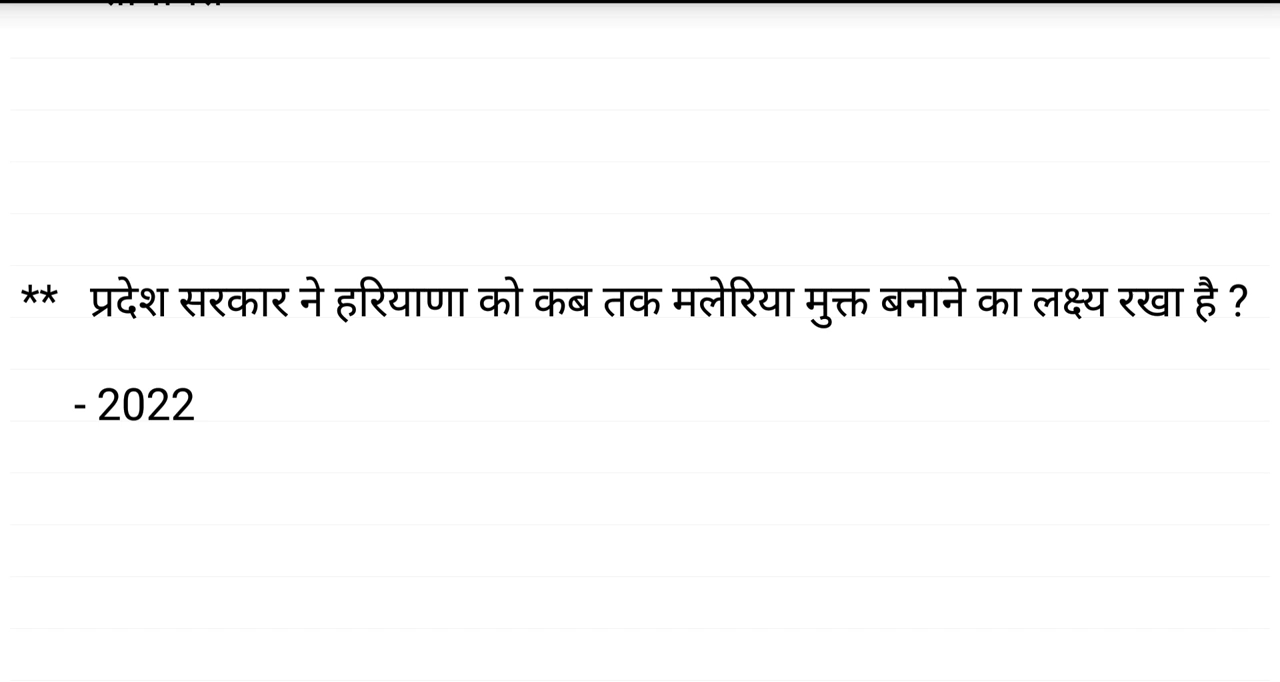 ** प्रदेश सरकार ने हरियाणा को कब तक मलेरिया मुक्त बनाने का लक्ष्य रखा है ?
- 2022